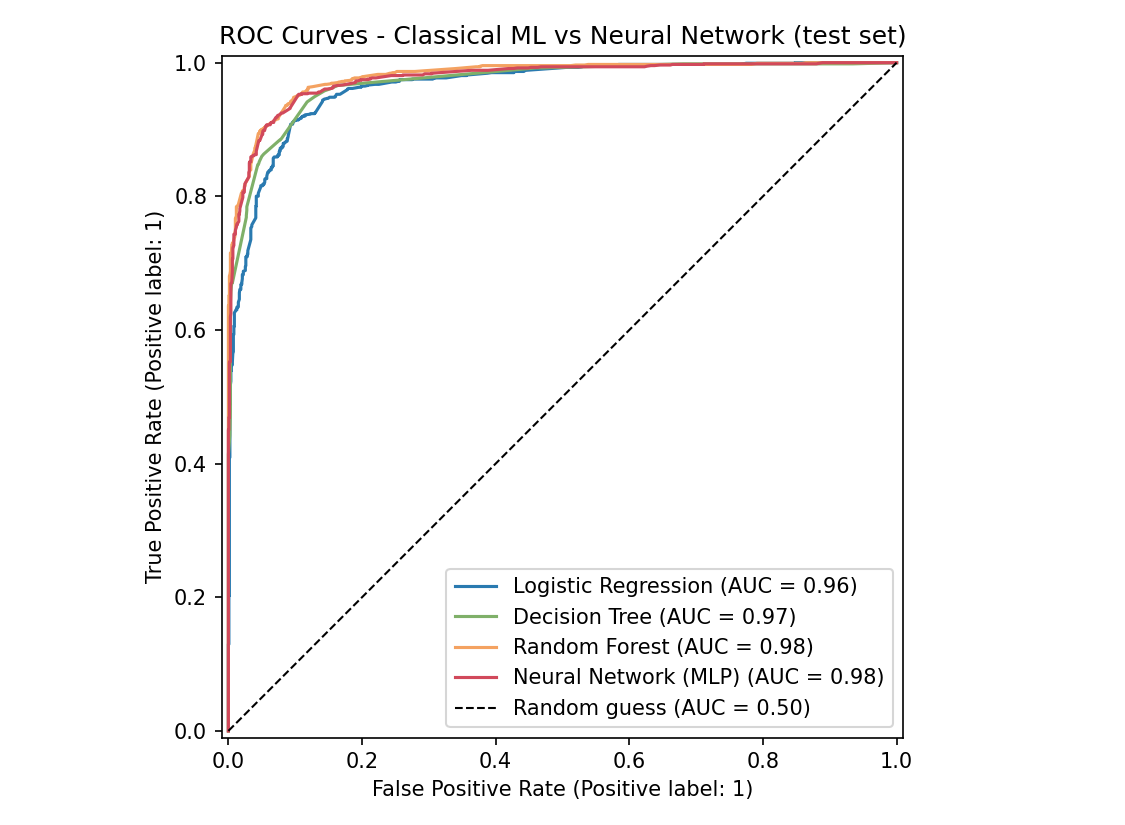 ROC Curves - Classical ML vs Neural Network (test set)
True Positive Rate (Positive label: 1)
1.0
0.8
0.6
0.4
0.2
0.0
Logistic Regression (AUC = 0.96)
Decision Tree (AUC = 0.97)
Random Forest (AUC = 0.98)
Neural Network (MLP) (AUC = 0.98)
Random guess (AUC = 0.50)
0.0 0.2 0.4 0.6 0.8 1.0
False Positive Rate (Positive label: 1)